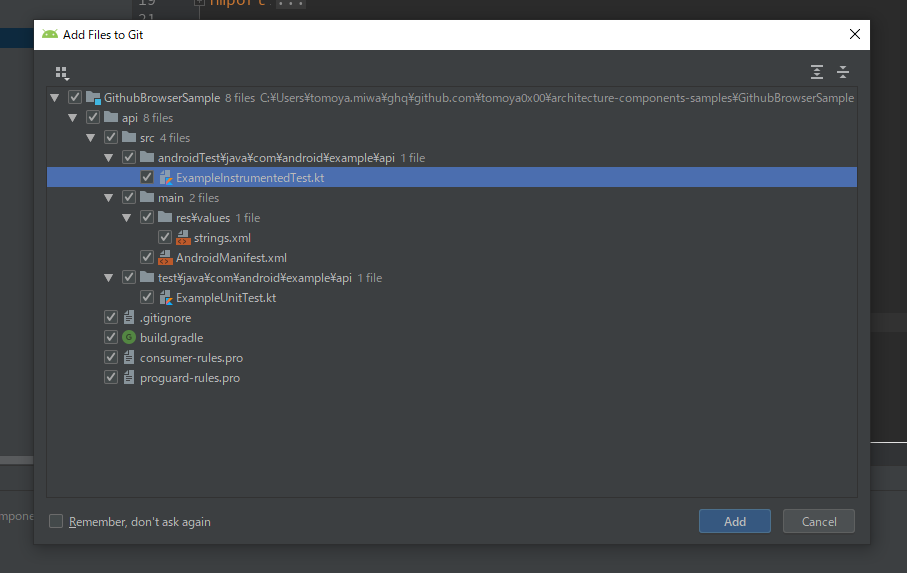 19 import ...
21
Add Files to Git
GithubBrowserSample 8 files C:¥Users¥tomoya.miwa¥ghq¥github.com¥tomoya0x00¥architecture-components-samples¥GithubBrowserSample
api 8 files
src 4 files
androidTest¥java¥com¥android¥example¥api 1 file
ExampleInstrumentedTest.kt
main 2 files
res¥values 1 file
strings.xml
AndroidManifest.xml
test¥java¥com¥android¥example¥api 1 file
ExampleUnitTest.kt
.gitignore
G build.gradle
consumer-rules.pro
proguard-rules.pro
Remember, don't ask again
Add
Cancel